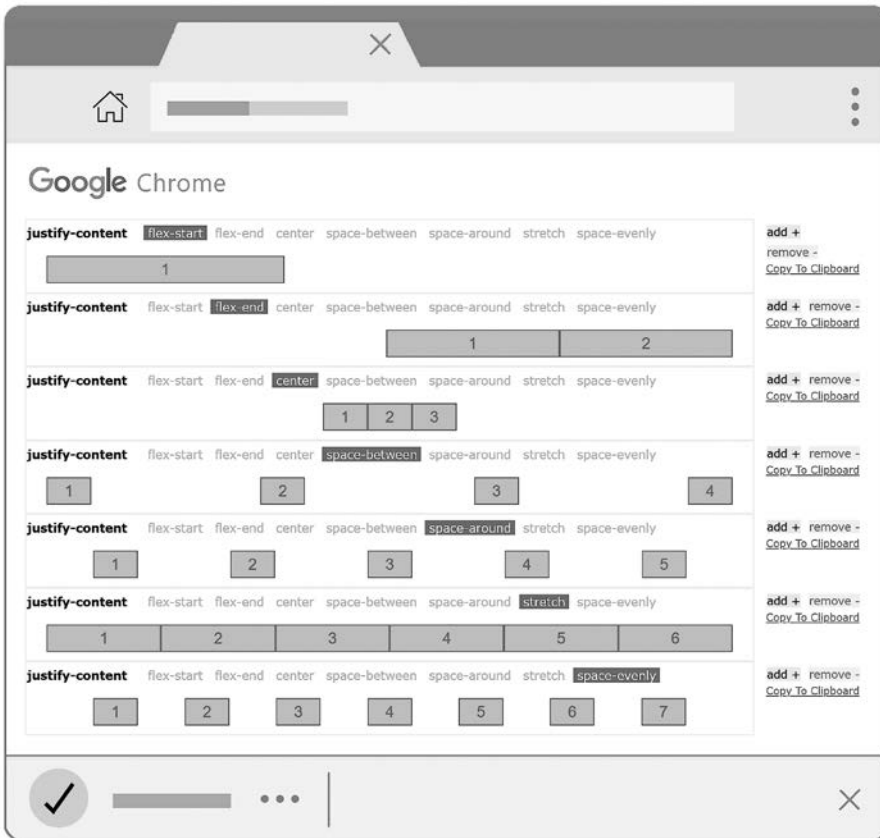 Google Chrome
justify-content flex-start flex-end center space-between space-around stretch space-evenly add +
remove -
1 Copy To Clipboard
justify-content flex-start flex-end center space-between space-around stretch space-evenly add + remove -
Copy To Clipboard
1 2
justify-content flex-start flex-end center space-between space-around stretch space-evenly add + remove -
Copy To Clipboard
1 2 3
justify-content flex-start flex-end center space-between space-around stretch space-evenly add + remove -
Copy To Clipboard
1 2 3 4
justify-content flex-start flex-end center space-between space-around stretch space-evenly add + remove -
Copy To Clipboard
1 2 3 4 5
justify-content flex-start flex-end center space-between space-around stretch space-evenly add + remove -
Copy To Clipboard
1 2 3 4 5 6
justify-content flex-start flex-end center space-between space-around stretch space-evenly add + remove -
Copy To Clipboard
1 2 3 4 5 6 7